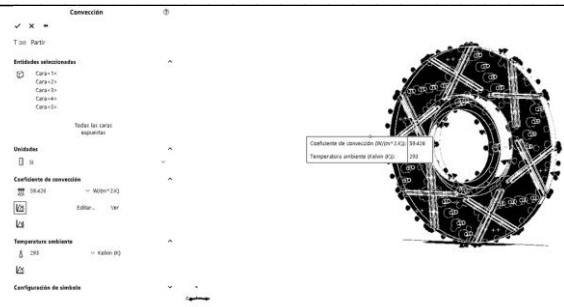 Convección
Tipo Partir
Entidades seleccionadas
Cara<1>
Cara<2>
Cara<3>
Cara<4>
Cara<5>
Todas las caras
expuestas
Unidades
SI
Coeficiente de convección
59.426 W/(m^2.K)
Editar... Ver
Temperatura ambiente
293 Kelvin (K)
Configuración de símbolo
Coeficiente de convección (W/(m^2.K)): 59.426
Temperatura ambiente (Kelvin (K)): 293